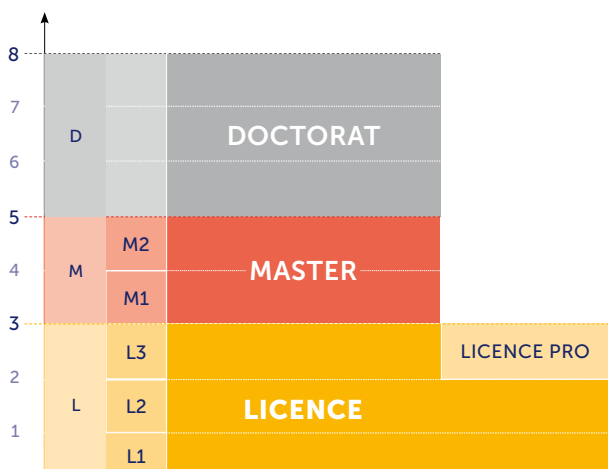 8
7
D
DOCTORAT
6
5
M2
4
M
MASTER
M1
3
L3
LICENCE PRO
2
L
L2
LICENCE
1
L1